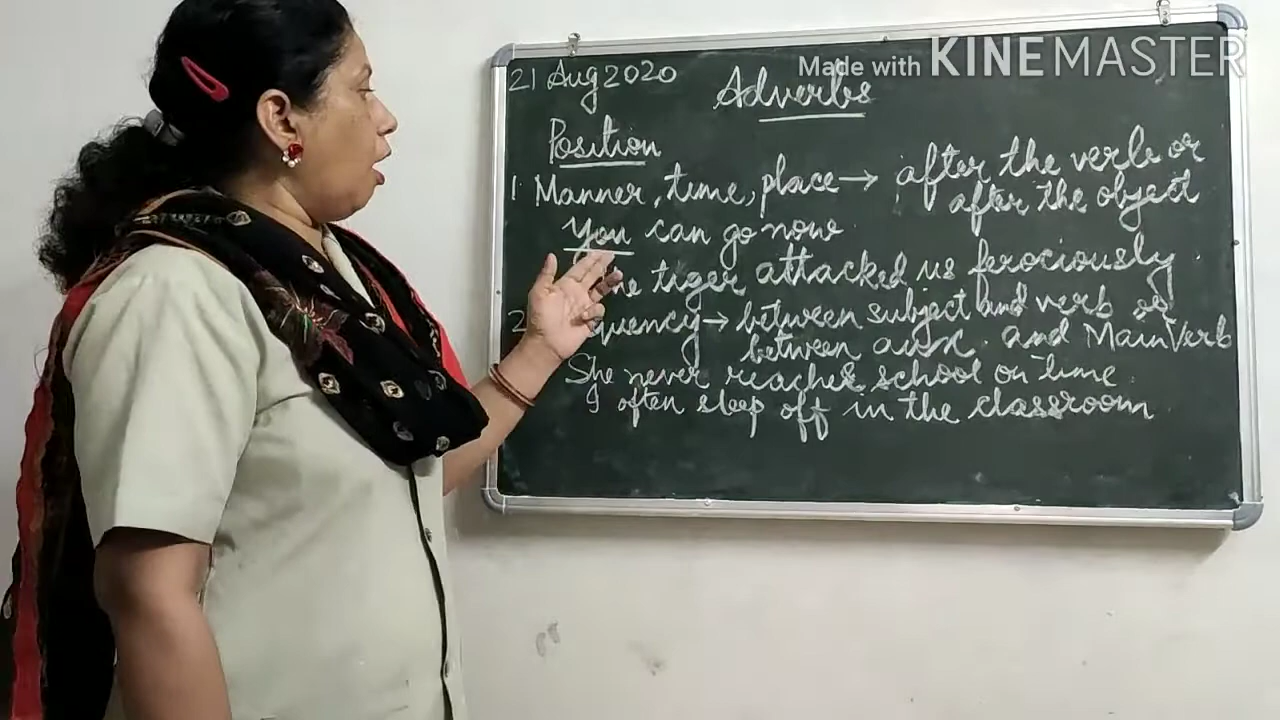 Made with KINEMASTER
21 Aug 2020
Adverbs
Position
1. Manner, time, place → after the verb or
after the object
You can go now.
tiger attacked us ferociously.
2 → between subject and verb or
between aux. and Main Verb
She never reaches school on time.
I often sleep off in the classroom